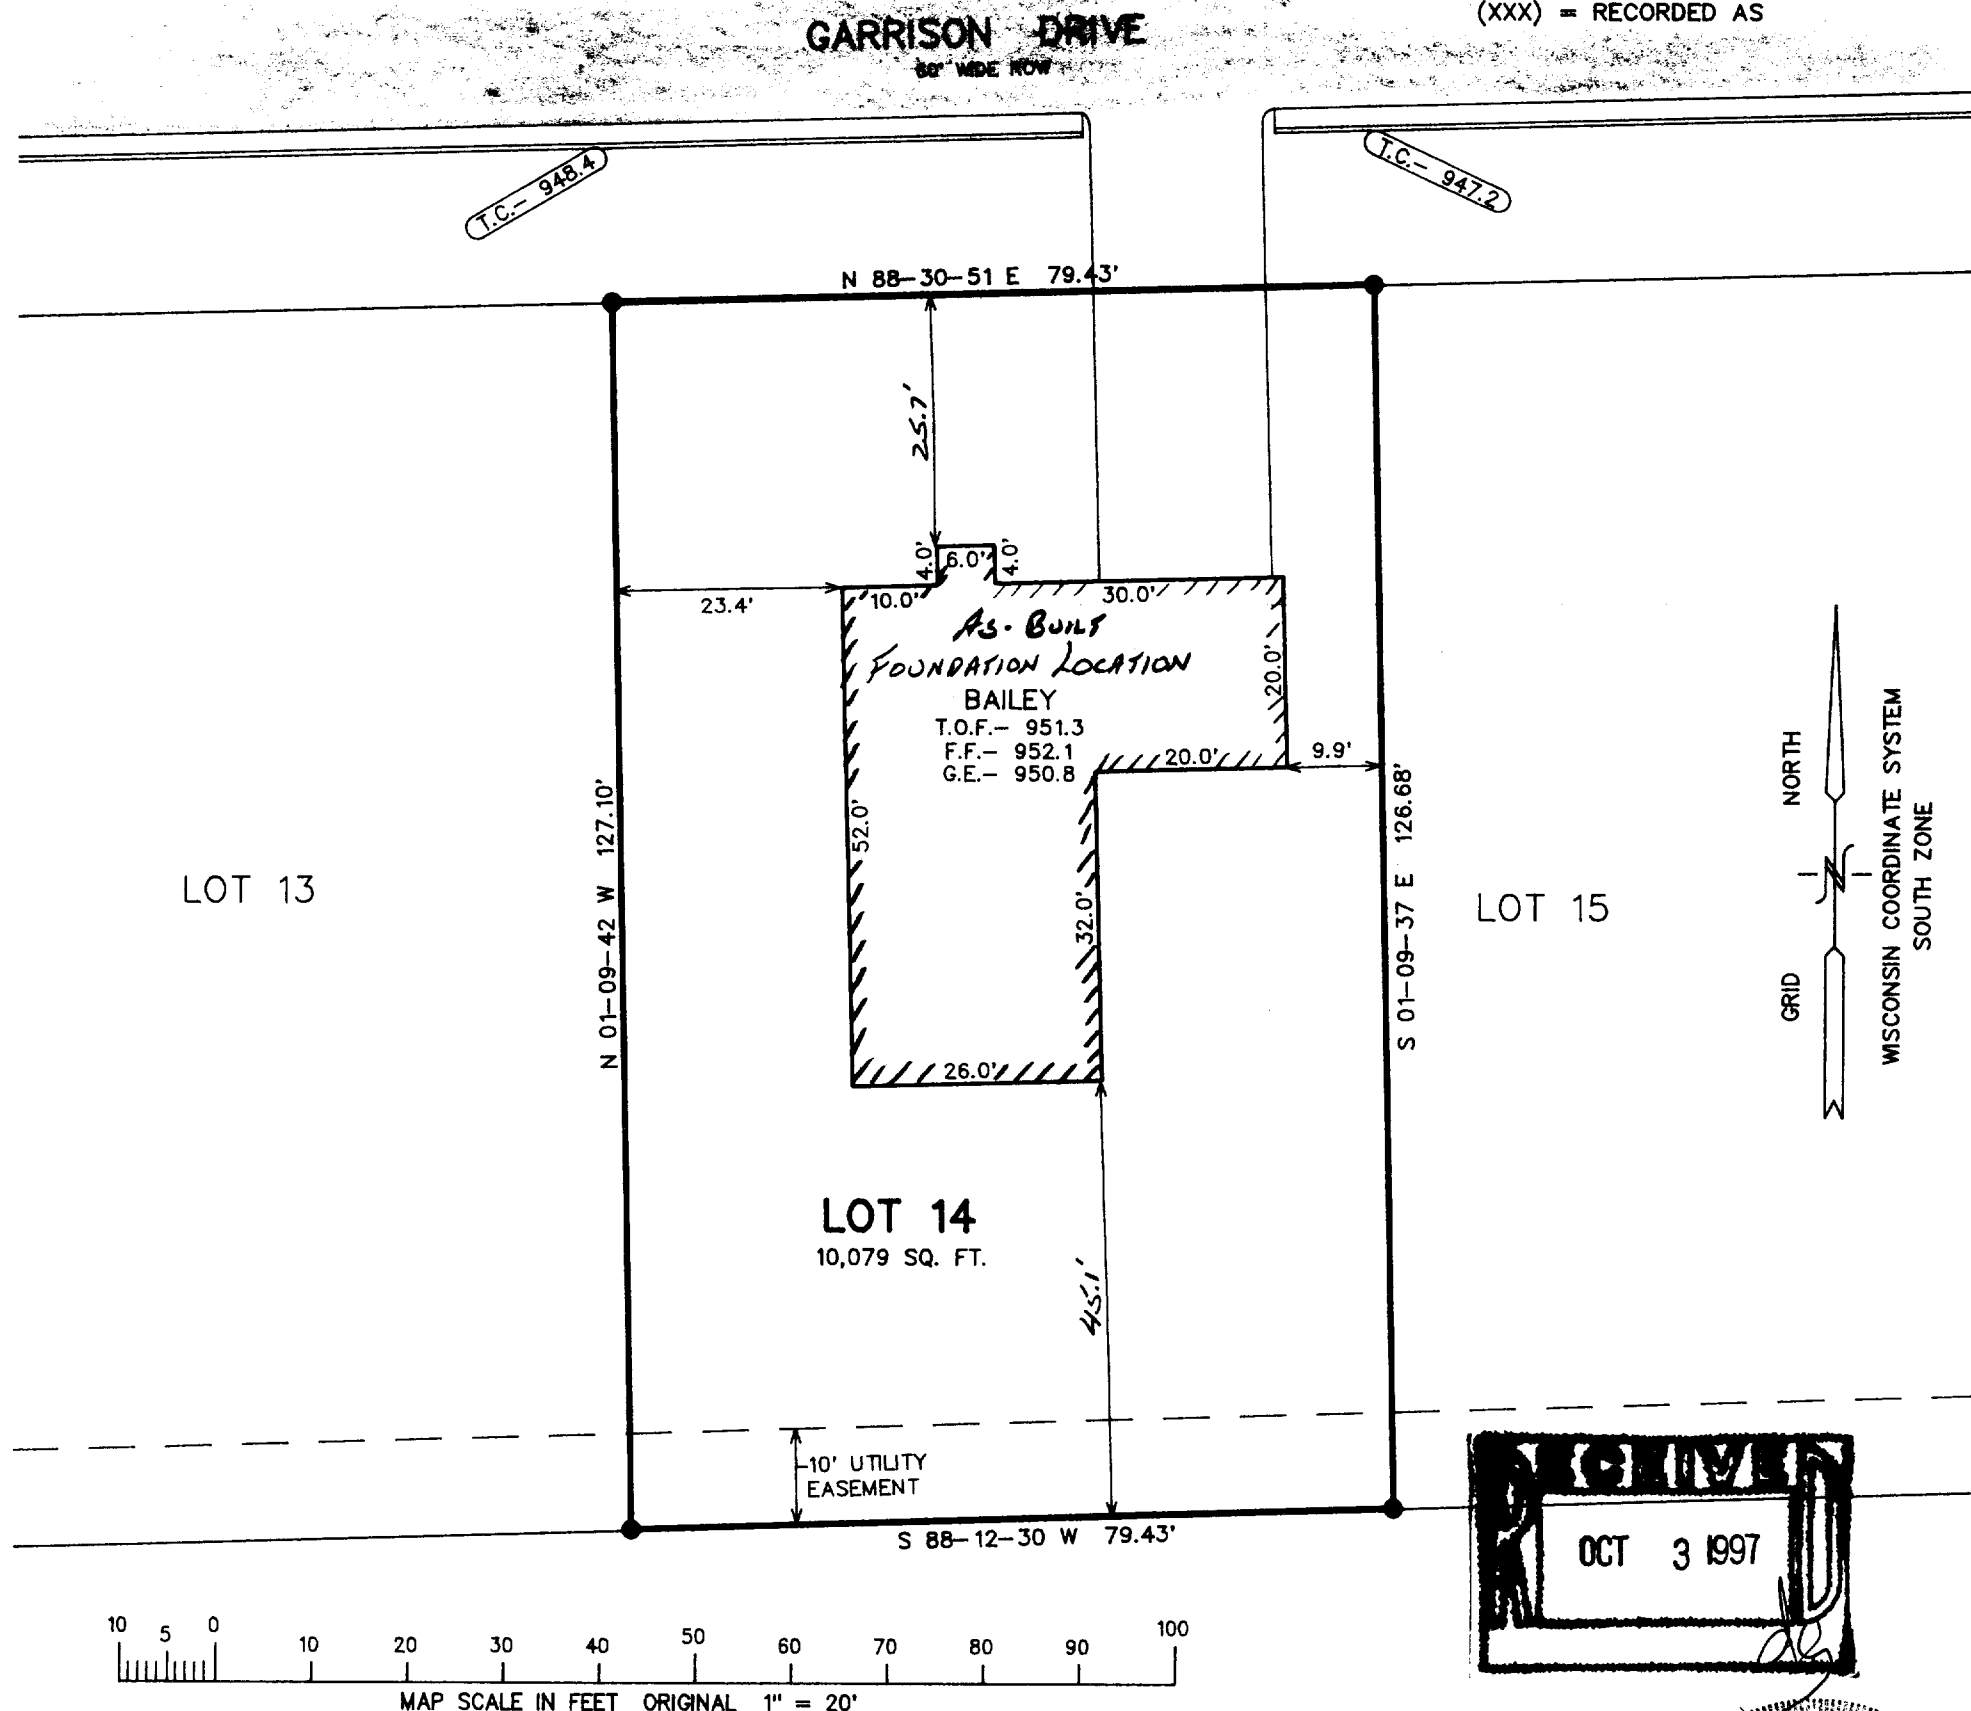 (XXX) = RECORDED AS
GARRISON DRIVE
60' WIDE ROW
T.C.- 948.4
T.C.- 947.2
N 88-30-51 E 79.43'
25.7'
4.0'
6.0'
4.0'
23.4'
10.0'
30.0'
AS-BUILT
FOUNDATION LOCATION
BAILEY
T.O.F.- 951.3
F.F.- 952.1
G.E.- 950.8
20.0'
20.0'
9.9'
52.0'
32.0'
26.0'
N 01-09-42 W 127.10'
S 01-09-37 E 126.68'
LOT 13
LOT 15
GRID NORTH
WISCONSIN COORDINATE SYSTEM
SOUTH ZONE
LOT 14
10,079 SQ. FT.
45.1'
10' UTILITY
EASEMENT
S 88-12-30 W 79.43'
RECEIVED
OCT 3 1997
10 5 0 10 20 30 40 50 60 70 80 90 100
MAP SCALE IN FEET ORIGINAL 1" = 20'